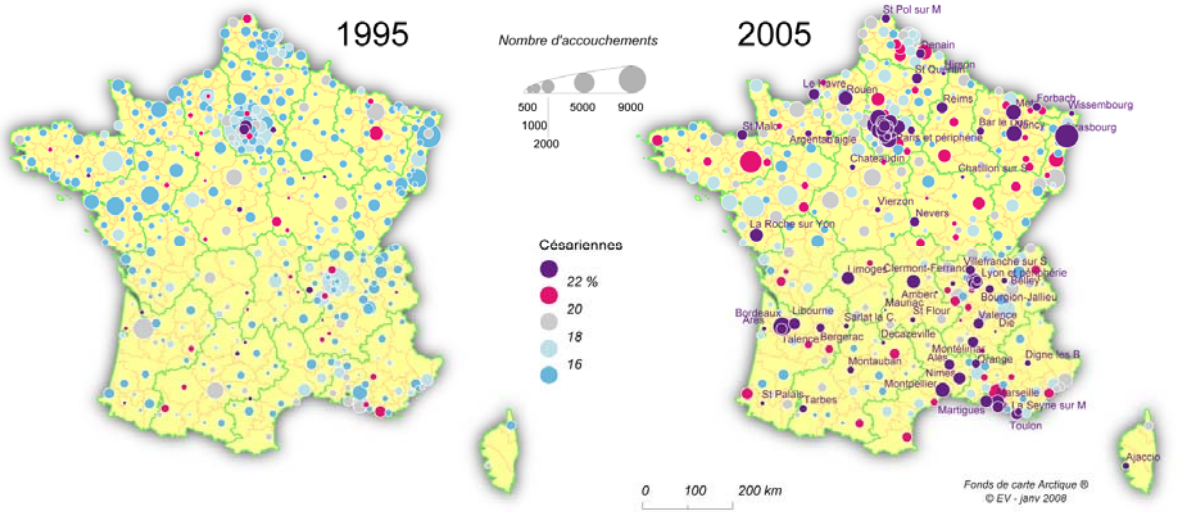 1995
2005
Nombre d'accouchements
500
1000
2000
5000
9000
Césariennes
22 %
20
18
16
St Pol sur M
Denain
Hirson
St Quentin
Le Havre
Rouen
Reims
Forbach
Wissembourg
St Malo
Argentan
l'aigle
Paris et périphérie
Bar le Duc
Nancy
Chateaudun
Chatillon sur S
Vierzon
Nevers
La Roche sur Yon
Limoges
Clermont-Ferrand
Villefranche sur S
Lyon et périphérie
Belley
Bourgoin-Jallieu
Ambert
Mauriac
St Flour
Bordeaux
Arès
Libourne
Talence
Bergerac
Sarlat la C.
Decazeville
Valence
Die
Montélimar
Alès
Orange
Digne les B
Montauban
Nimes
Montpellier
Marseille
St Palais
Tarbes
Martigues
La Seyne sur M
Toulon
Ajaccio
0 100 200 km
Fonds de carte Arctique ®
© EV - janv 2008